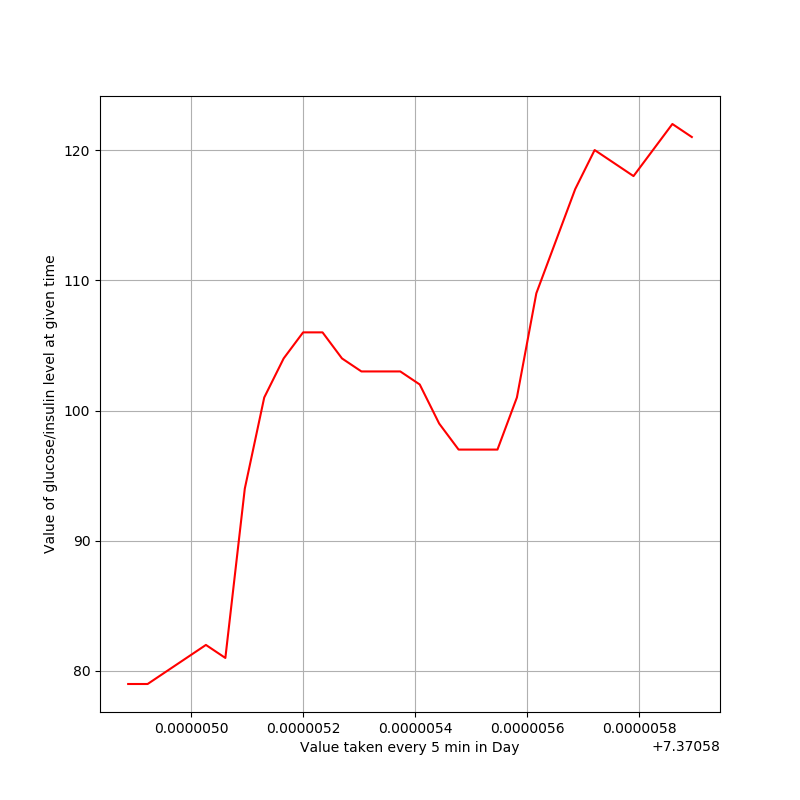 120
110
100
90
80
Value of glucose/insulin level at given time
0.0000050 0.0000052 0.0000054 0.0000056 0.0000058
Value taken every 5 min in Day
+7.37058